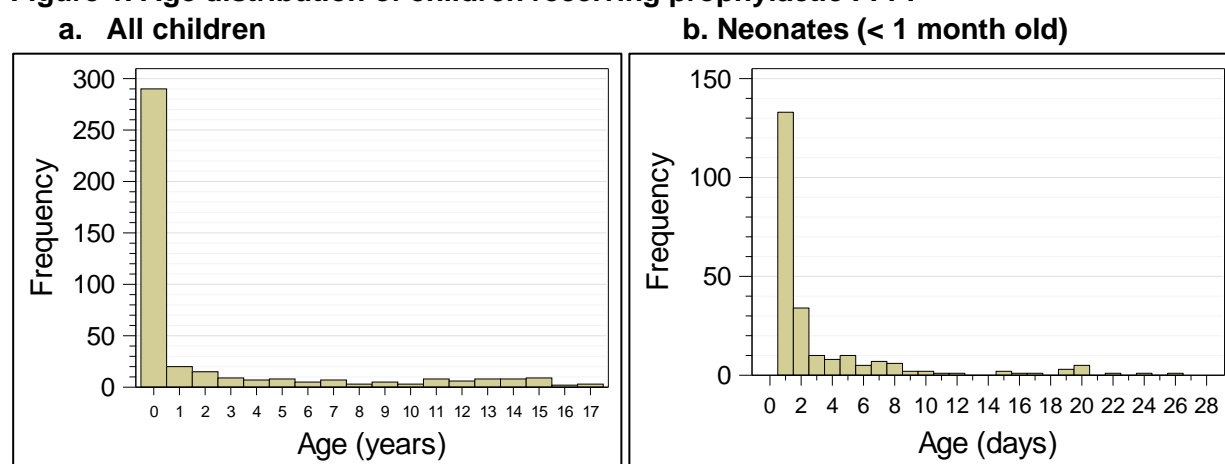 a. All children
b. Neonates (< 1 month old)
300
250
200
150
100
50
0
Frequency
0 1 2 3 4 5 6 7 8 9 10 11 12 13 14 15 16 17
Age (years)
150
100
50
0
Frequency
0 2 4 6 8 10 12 14 16 18 20 22 24 26 28
Age (days)